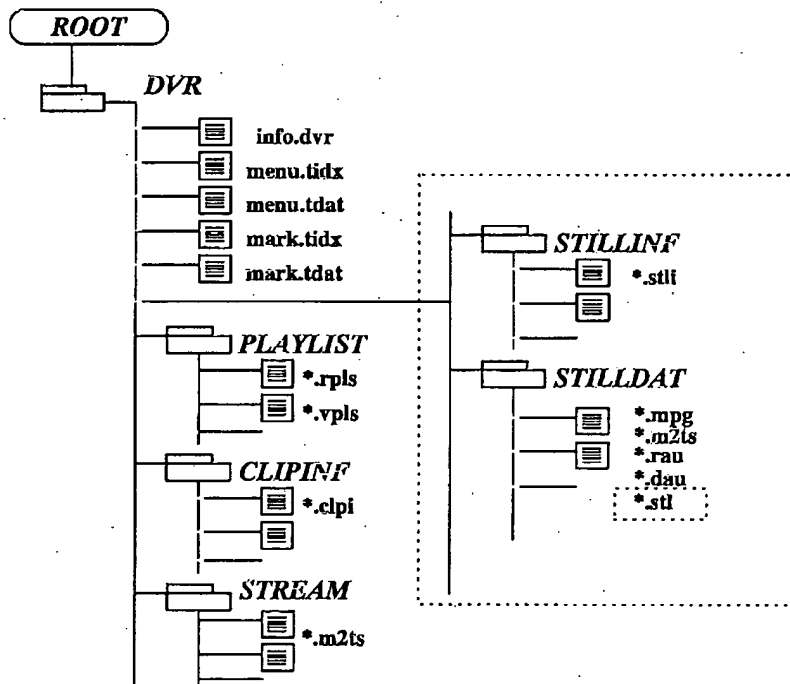 ROOT
DVR
info.dvr
menu.tidx
menu.tdat
mark.tidx
mark.tdat
PLAYLIST
*.rpls
*.vpls
CLIPINF
*.clpi
STREAM
*.m2ts
STILLINF
*.stli
STILLDAT
*.mpg
*.m2ts
*.rau
*.dau
*.stl